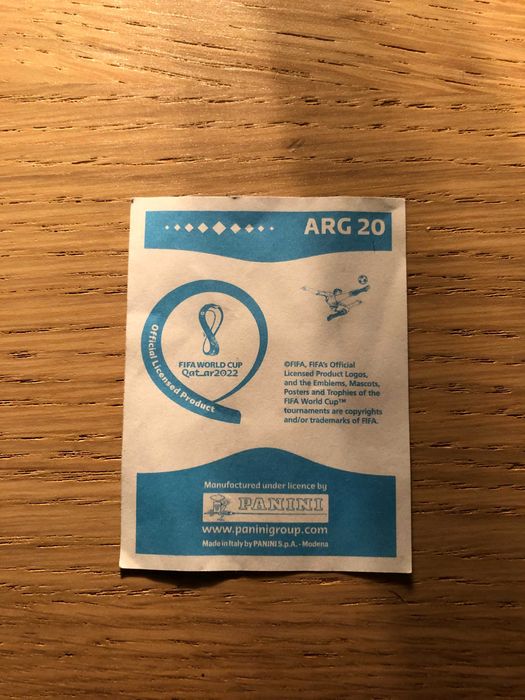 ARG 20
Official Licensed Product
FIFA WORLD CUP
Qat_ar2022
©FIFA, FIFA's Official
Licensed Product Logos,
and the Emblems, Mascots,
Posters and Trophies of the
FIFA World Cup™
tournaments are copyrights
and/or trademarks of FIFA.
Manufactured under licence by
PANINI
www.paninigroup.com
Made in Italy by PANINI S.p.A. - Modena